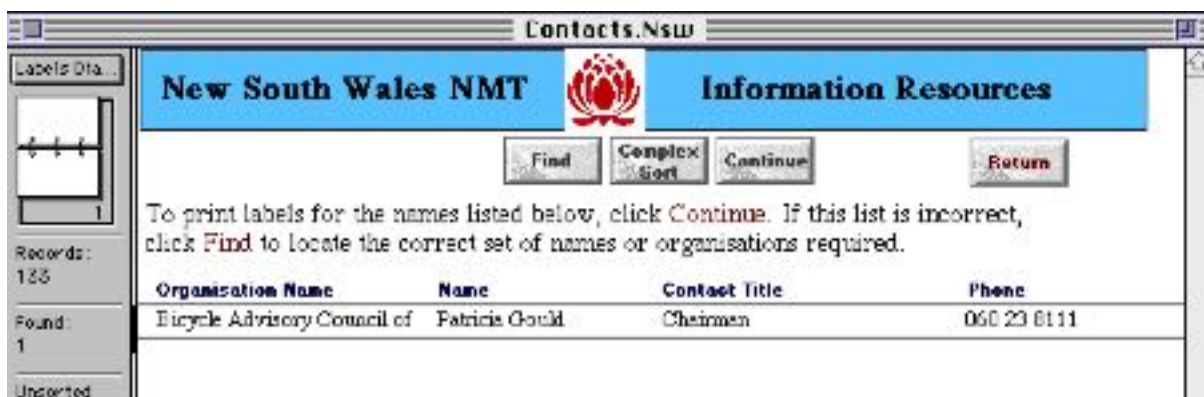 Contacts.Nsw
Labels Dta...
New South Wales NMT Information Resources
Find Complex Sort Continue Return
1
To print labels for the names listed below, click Continue. If this list is incorrect,
click Find to locate the correct set of names or organisations required.
Records:
133
Organisation Name Name Contact Title Phone
Bicycle Advisory Council of Patricia Gould Chairman 060 23 8111
Found:
1
Unsorted